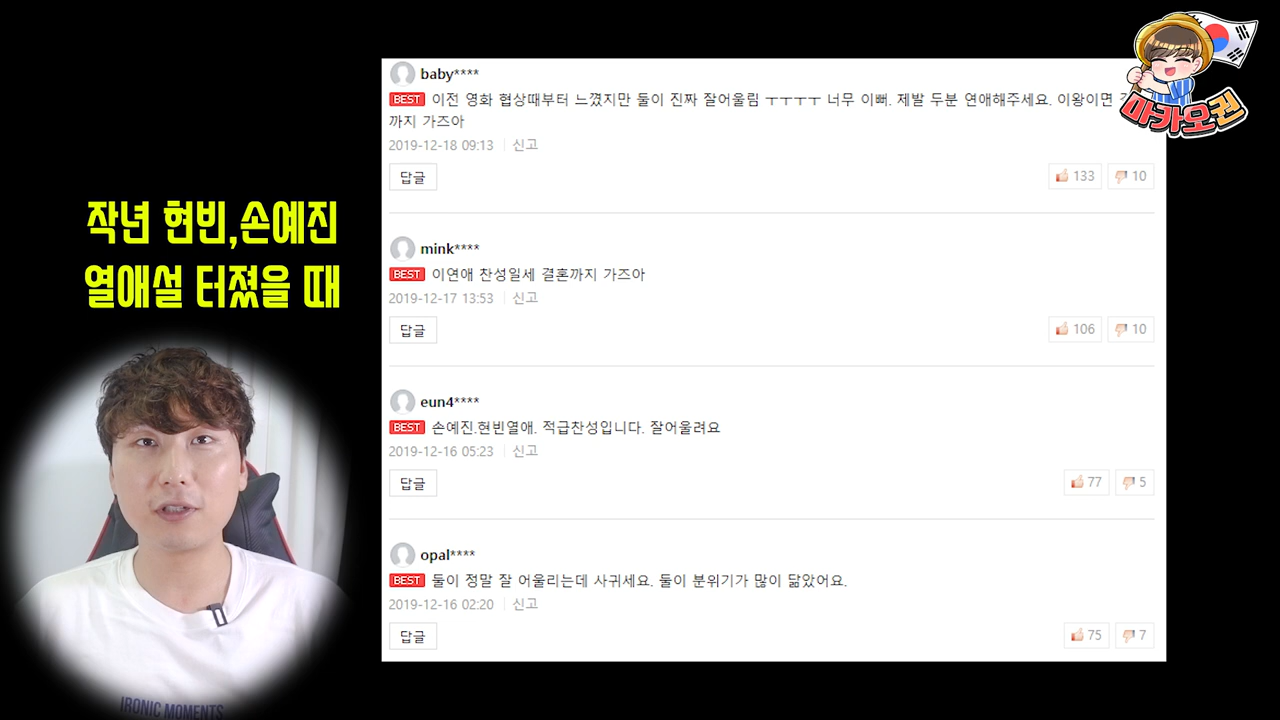 마카오권
작년 현빈,손예진
열애설 터졌을 때
baby****
BEST 이전 영화 협상때부터 느꼈지만 둘이 진짜 잘어울림 ㅜㅜㅜㅜ 너무 이뻐. 제발 두분 연애해주세요. 이왕이면
까지 가즈아
2019-12-18 09:13 신고
답글 133 10
mink****
BEST 이연애 찬성일세 결혼까지 가즈아
2019-12-17 13:53 신고
답글 106 10
eun4****
BEST 손예진.현빈열애. 적급찬성입니다. 잘어울려요
2019-12-16 05:23 신고
답글 77 5
opal****
BEST 둘이 정말 잘 어울리는데 사귀세요. 둘이 분위기가 많이 닮았어요.
2019-12-16 02:20 신고
답글 75 7
IRONIC MOMENTS